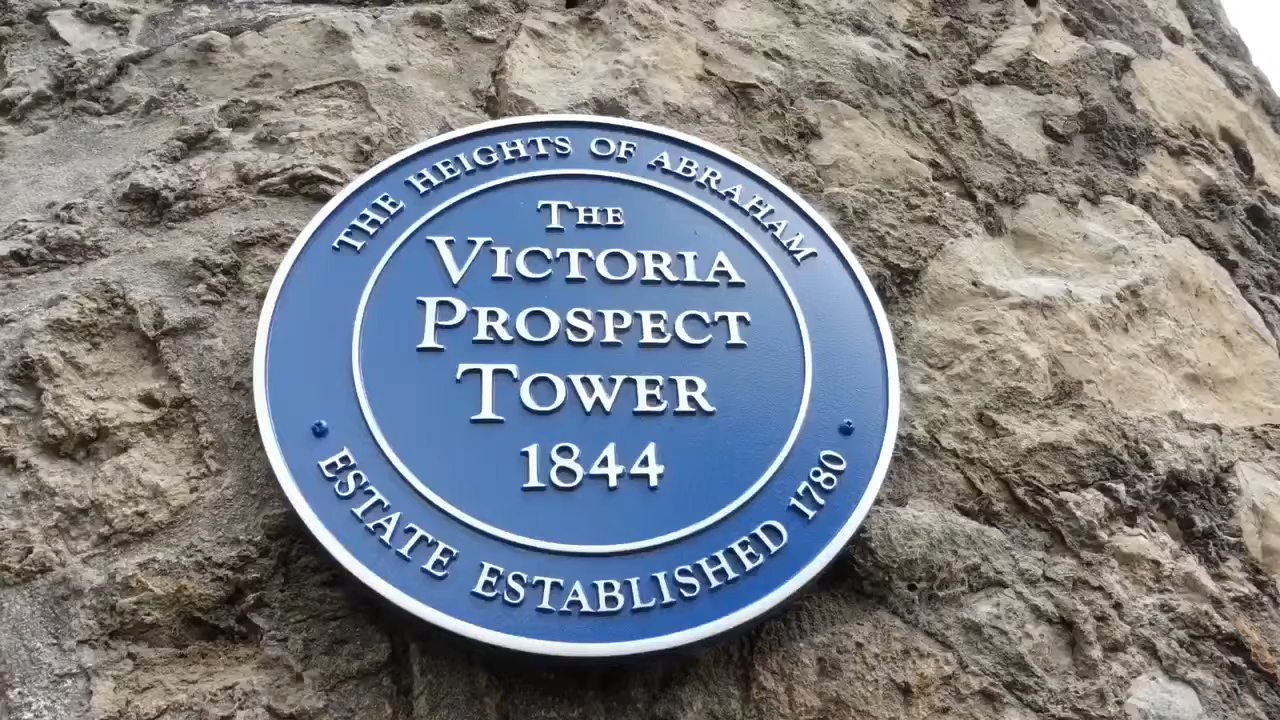 THE HEIGHTS OF ABRAHAM
THE
VICTORIA
PROSPECT
TOWER
1844
ESTATE ESTABLISHED 1780